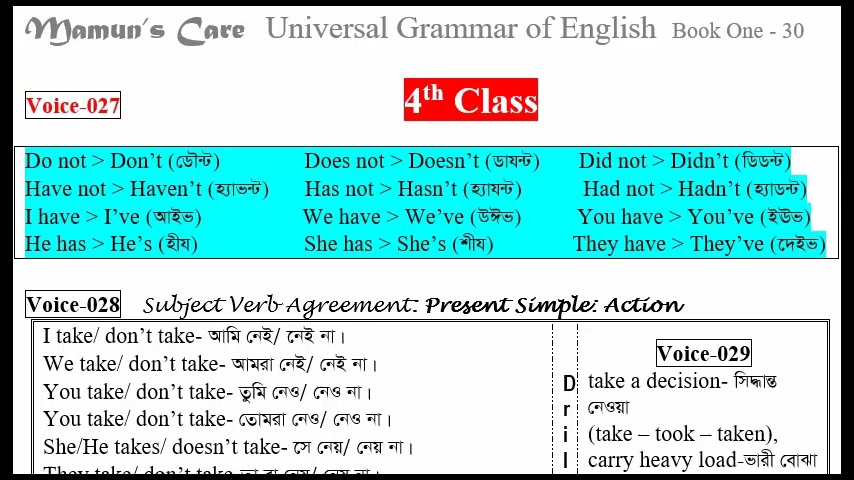 Mamun's Care Universal Grammar of English Book One - 30
Voice-027
4th Class
Do not > Don't (ডৌন্ট) Does not > Doesn't (ডাযন্ট) Did not > Didn't (ডিডন্ট)
Have not > Haven't (হ্যাভন্ট) Has not > Hasn't (হ্যাযন্ট) Had not > Hadn't (হ্যাডন্ট)
I have > I've (আইভ) We have > We've (উঈভ) You have > You've (ইউভ)
He has > He's (হীয) She has > She's (শীয) They have > They've (দেইভ)
Voice-028 Subject Verb Agreement: Present Simple: Action
I take/ don't take- আমি নেই/ নেই না।
We take/ don't take- আমরা নেই/ নেই না।
You take/ don't take- তুমি নেও/ নেও না।
You take/ don't take- তোমরা নেও/ নেও না।
She/He takes/ doesn't take- সে নেয়/ নেয় না।
They take/ don't take
D
r
i
l
Voice-029
take a decision- সিদ্ধান্ত
নেওয়া
(take – took – taken),
carry heavy load-ভারী বোঝা